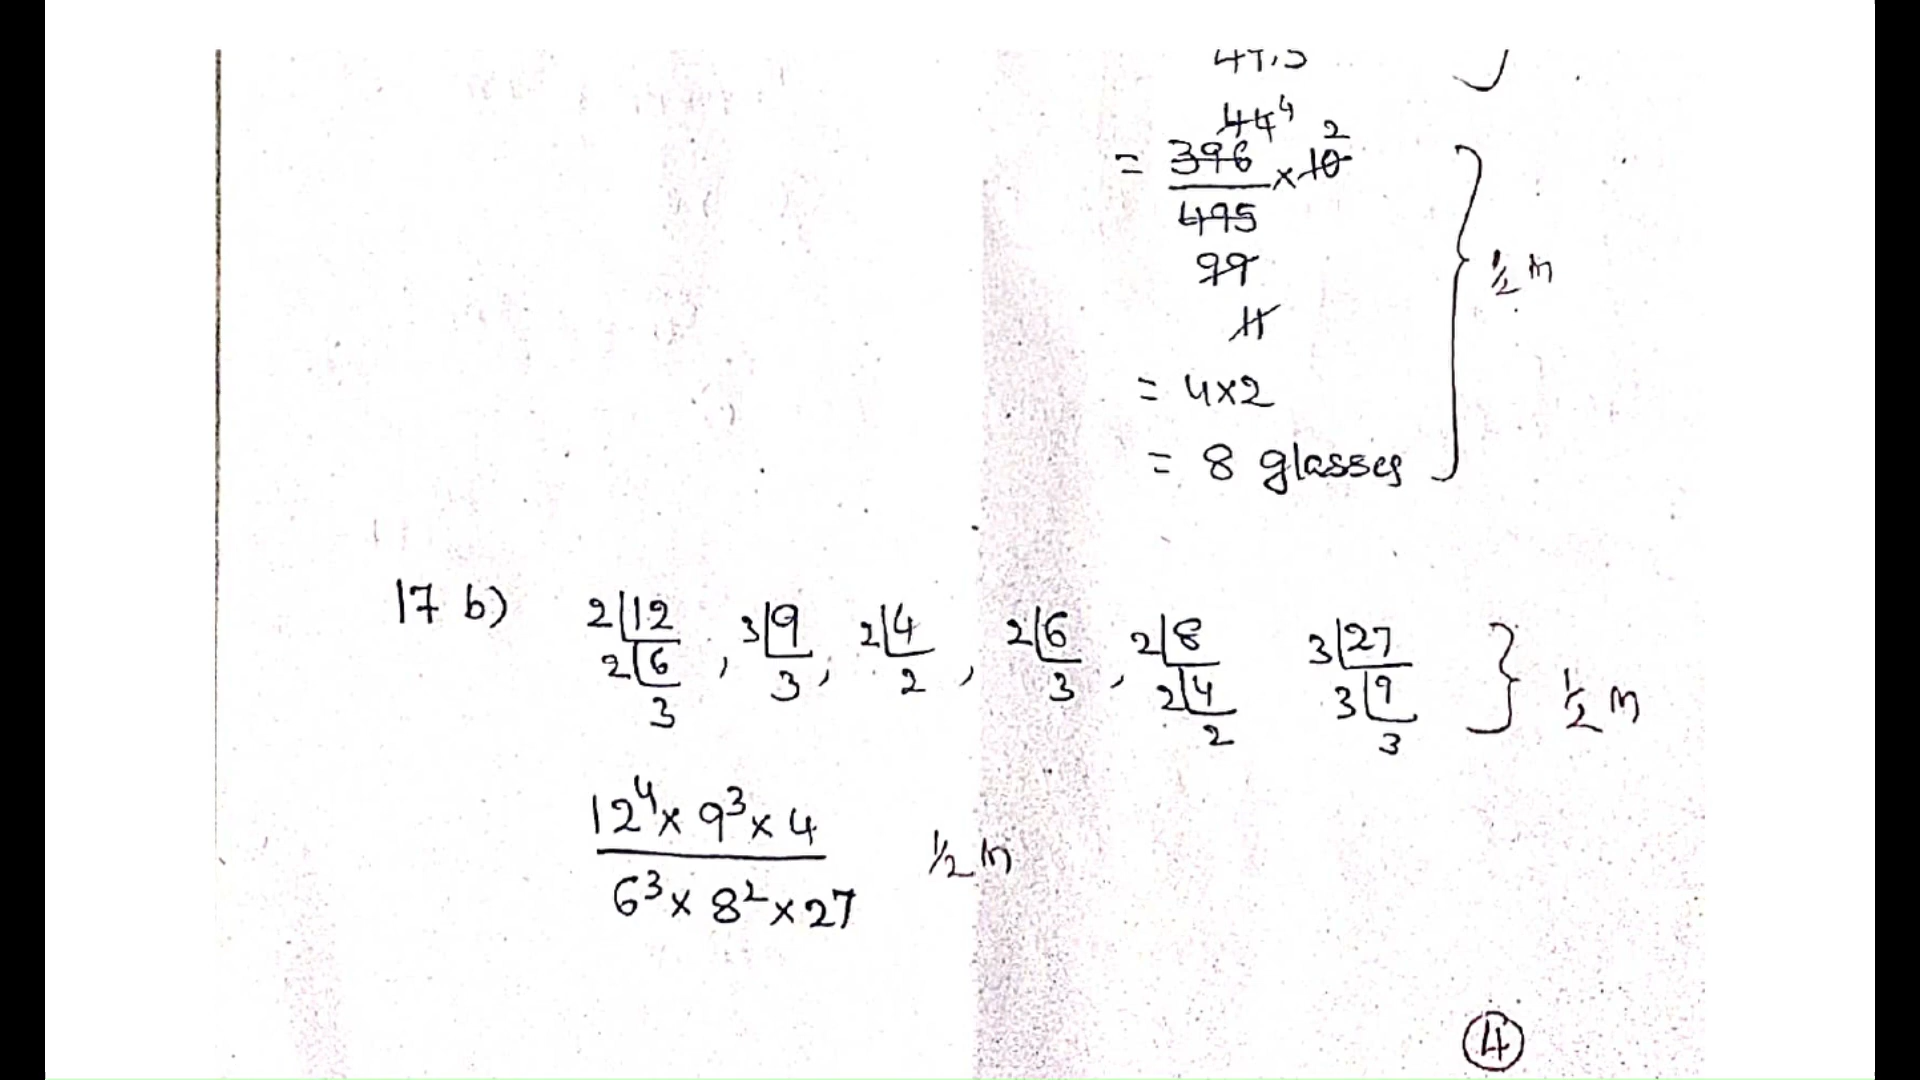 44 4
= 396/495 × 10 2
99
11
½ m
= 4×2
= 8 glasses
17 b) 2|12 , 3|9 , 2|4 , 2|6 , 2|8 3|27 ½ m
2|6 3 2 3 2|4 3|9
3 2 3
12⁴ × 9³ × 4
½ m
6³ × 8² × 27
4